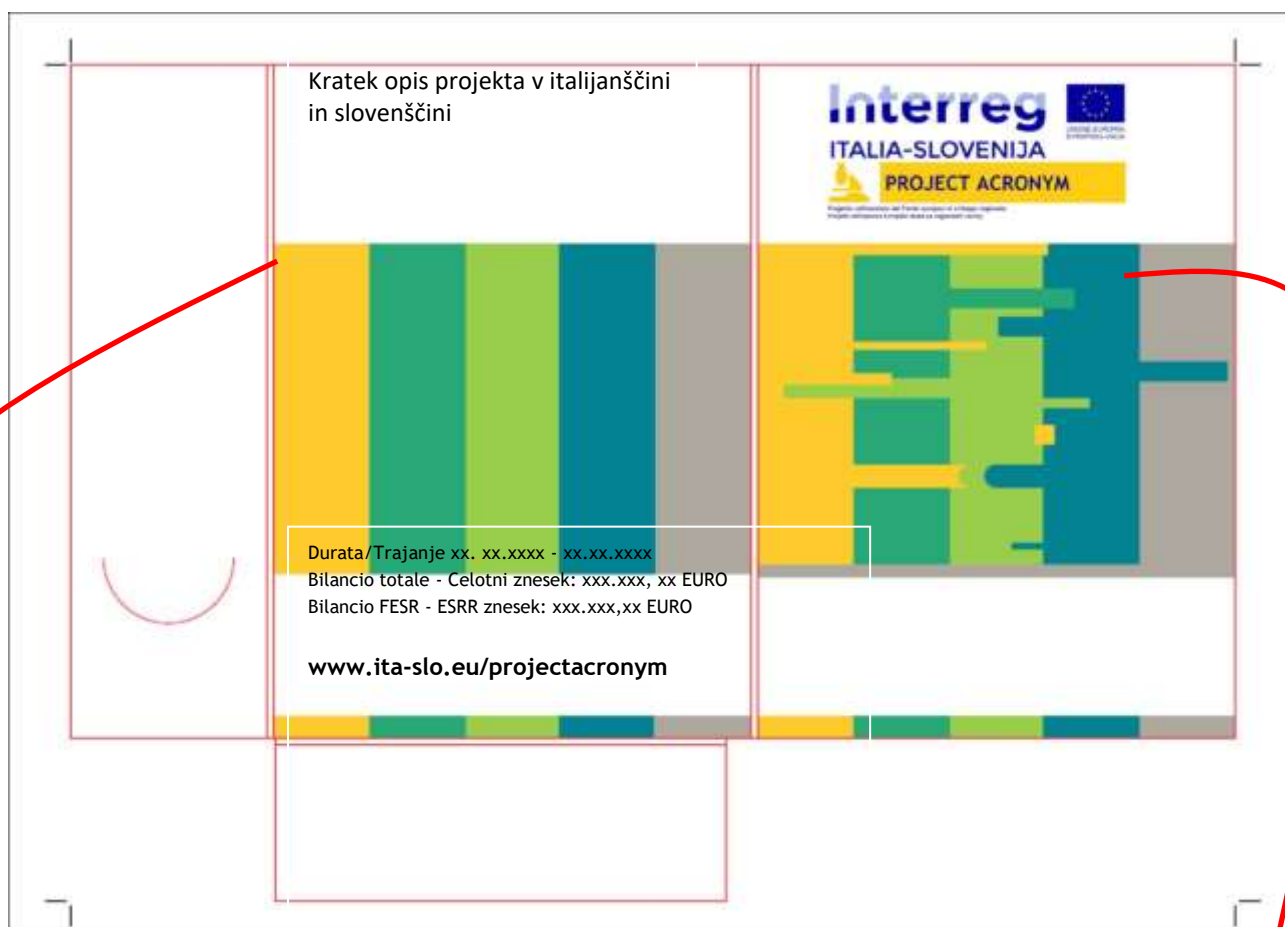 Kratek opis projekta v italijanščini
in slovenščini
Interreg
ITALIA-SLOVENIJA
PROJECT ACRONYM
Durata/Trajanje xx. xx.xxxx - xx.xx.xxxx
Bilancio totale - Celotni znesek: xxx.xxx, xx EURO
Bilancio FESR - ESRR znesek: xxx.xxx,xx EURO
www.ita-slo.eu/projectacronym